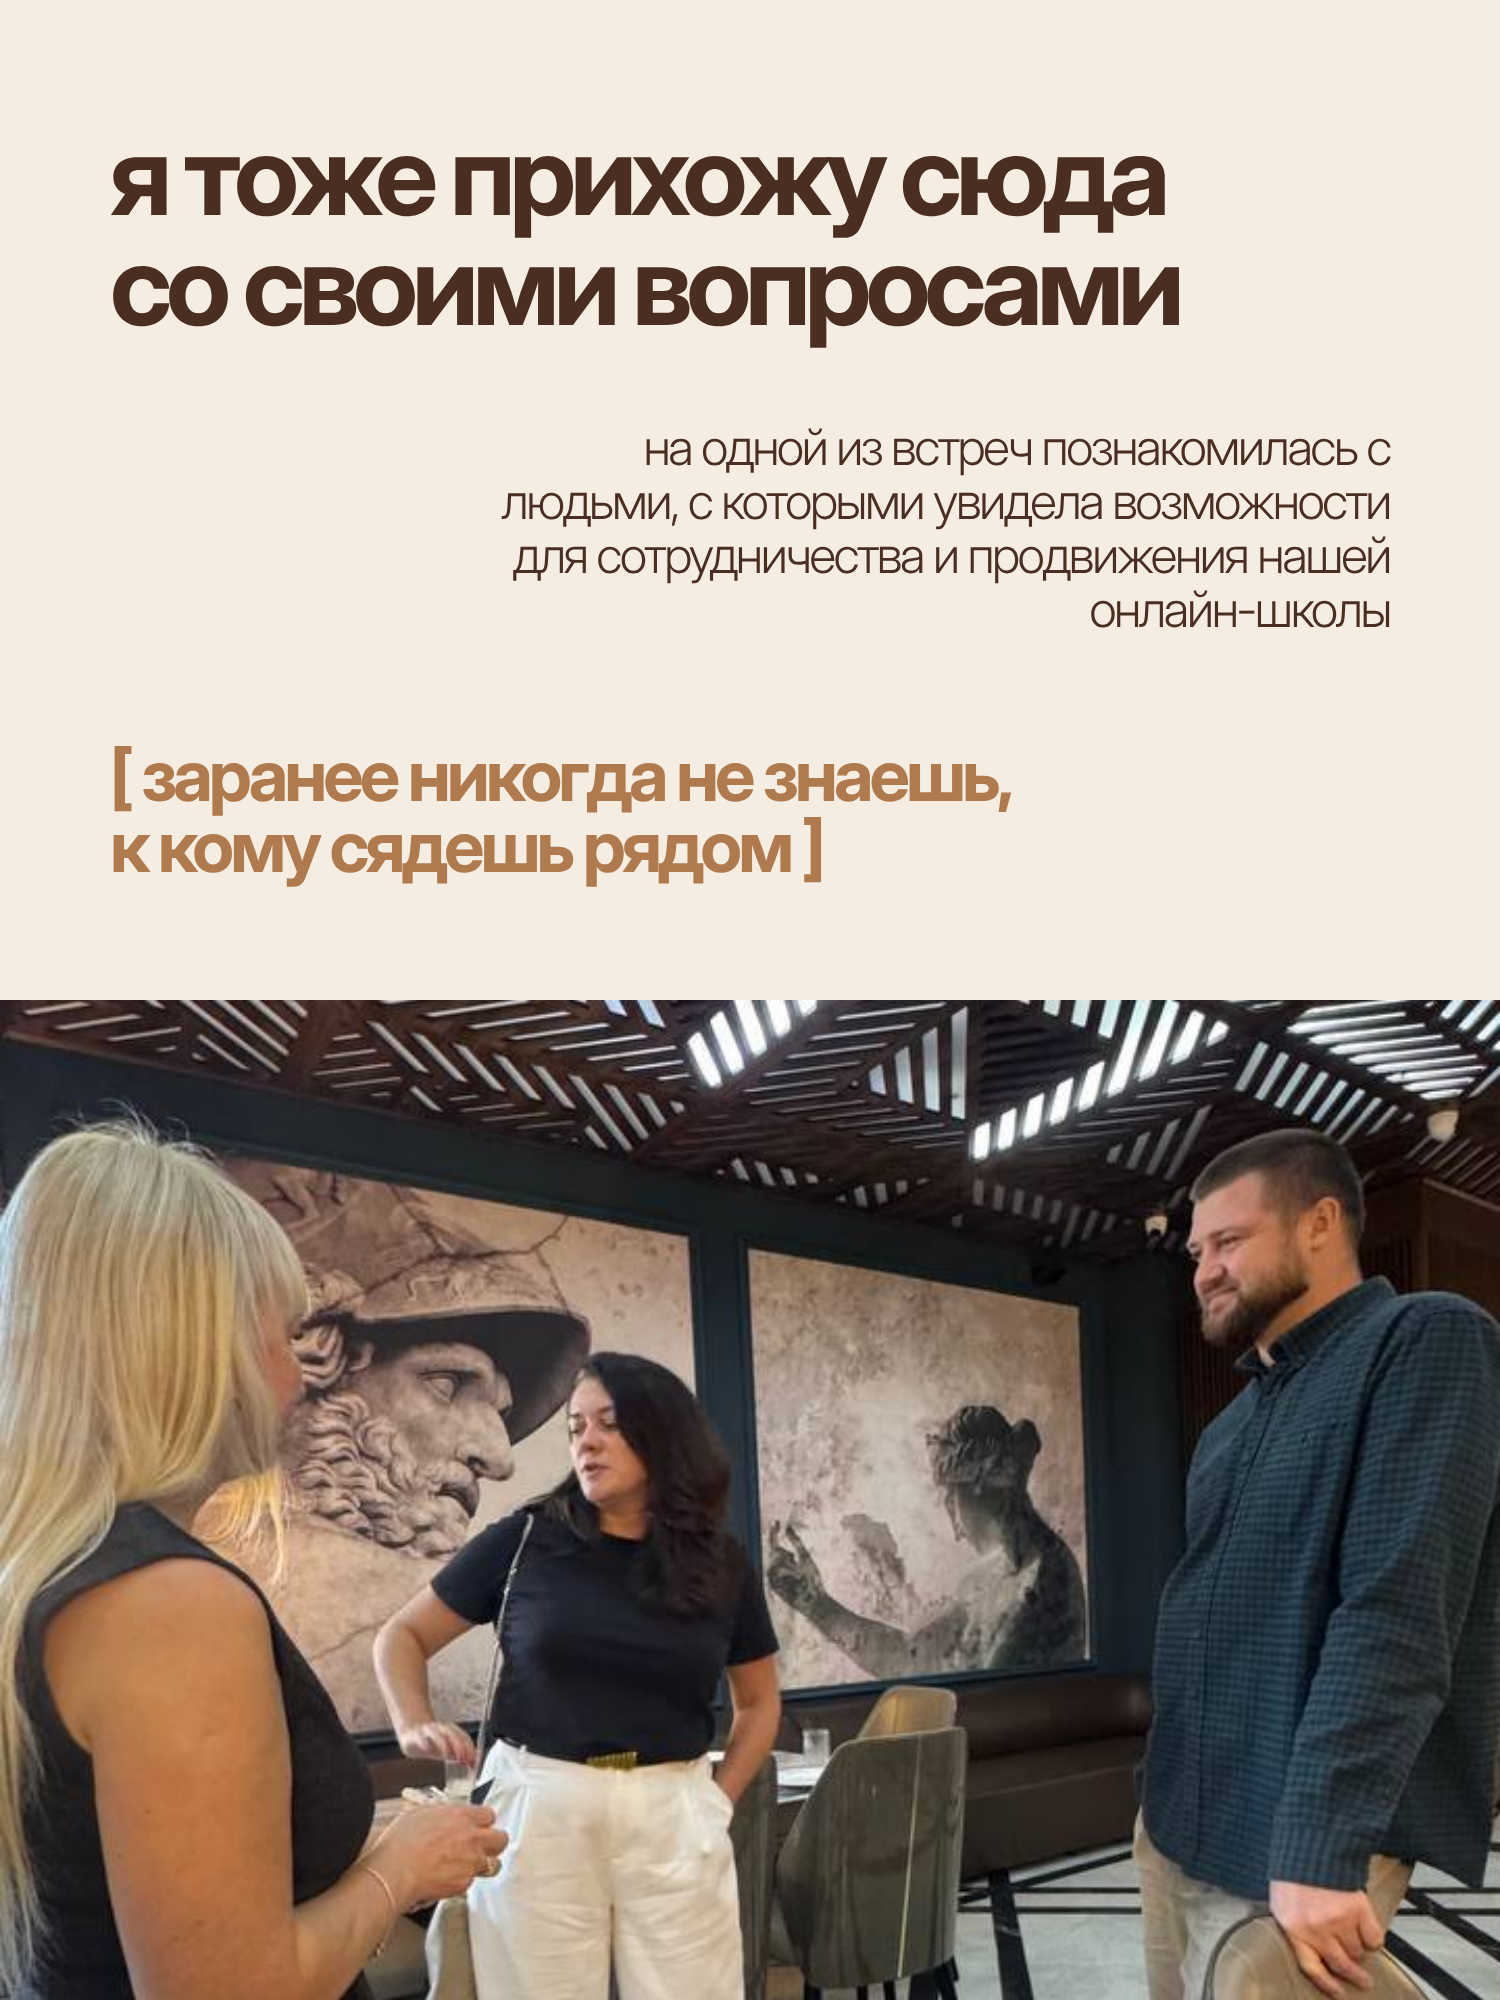 я тоже прихожу сюда
со своими вопросами
на одной из встреч познакомилась с
людьми, с которыми увидела возможности
для сотрудничества и продвижения нашей
онлайн-школы
[ заранее никогда не знаешь,
к кому сядешь рядом ]